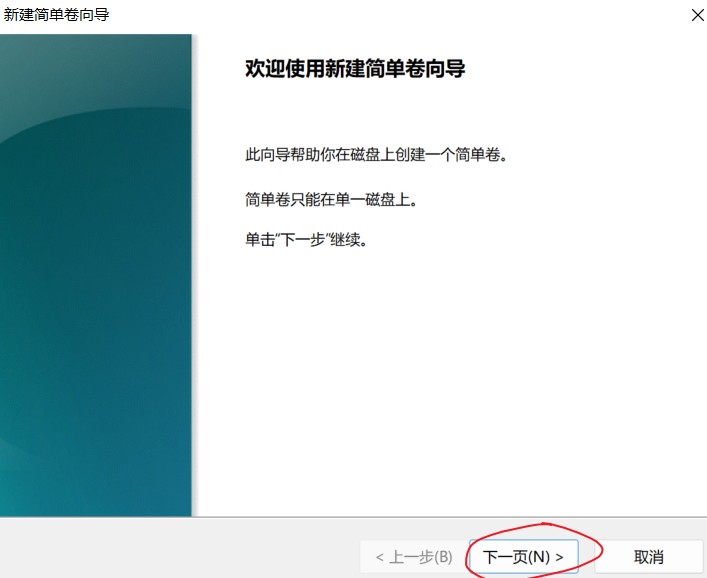 新建简单卷向导
欢迎使用新建简单卷向导
此向导帮助你在磁盘上创建一个简单卷。
简单卷只能在单一磁盘上。
单击"下一步"继续。
< 上一步(B) 下一页(N) > 取消